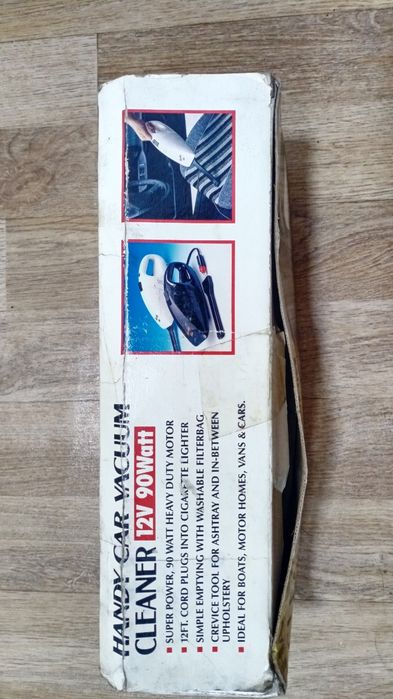 HANDY CAR VACUUM
CLEANER 12V 90Watt
▪ SUPER POWER, 90 WATT HEAVY DUTY MOTOR
▪ 12FT. CORD PLUGS INTO CIGARETTE LIGHTER
▪ SIMPLE EMPTYING WITH WASHABLE FILTERBAG
▪ CREVICE TOOL FOR ASHTRAY AND IN-BETWEEN
UPHOLSTERY
▪ IDEAL FOR BOATS, MOTOR HOMES, VANS & CARS.